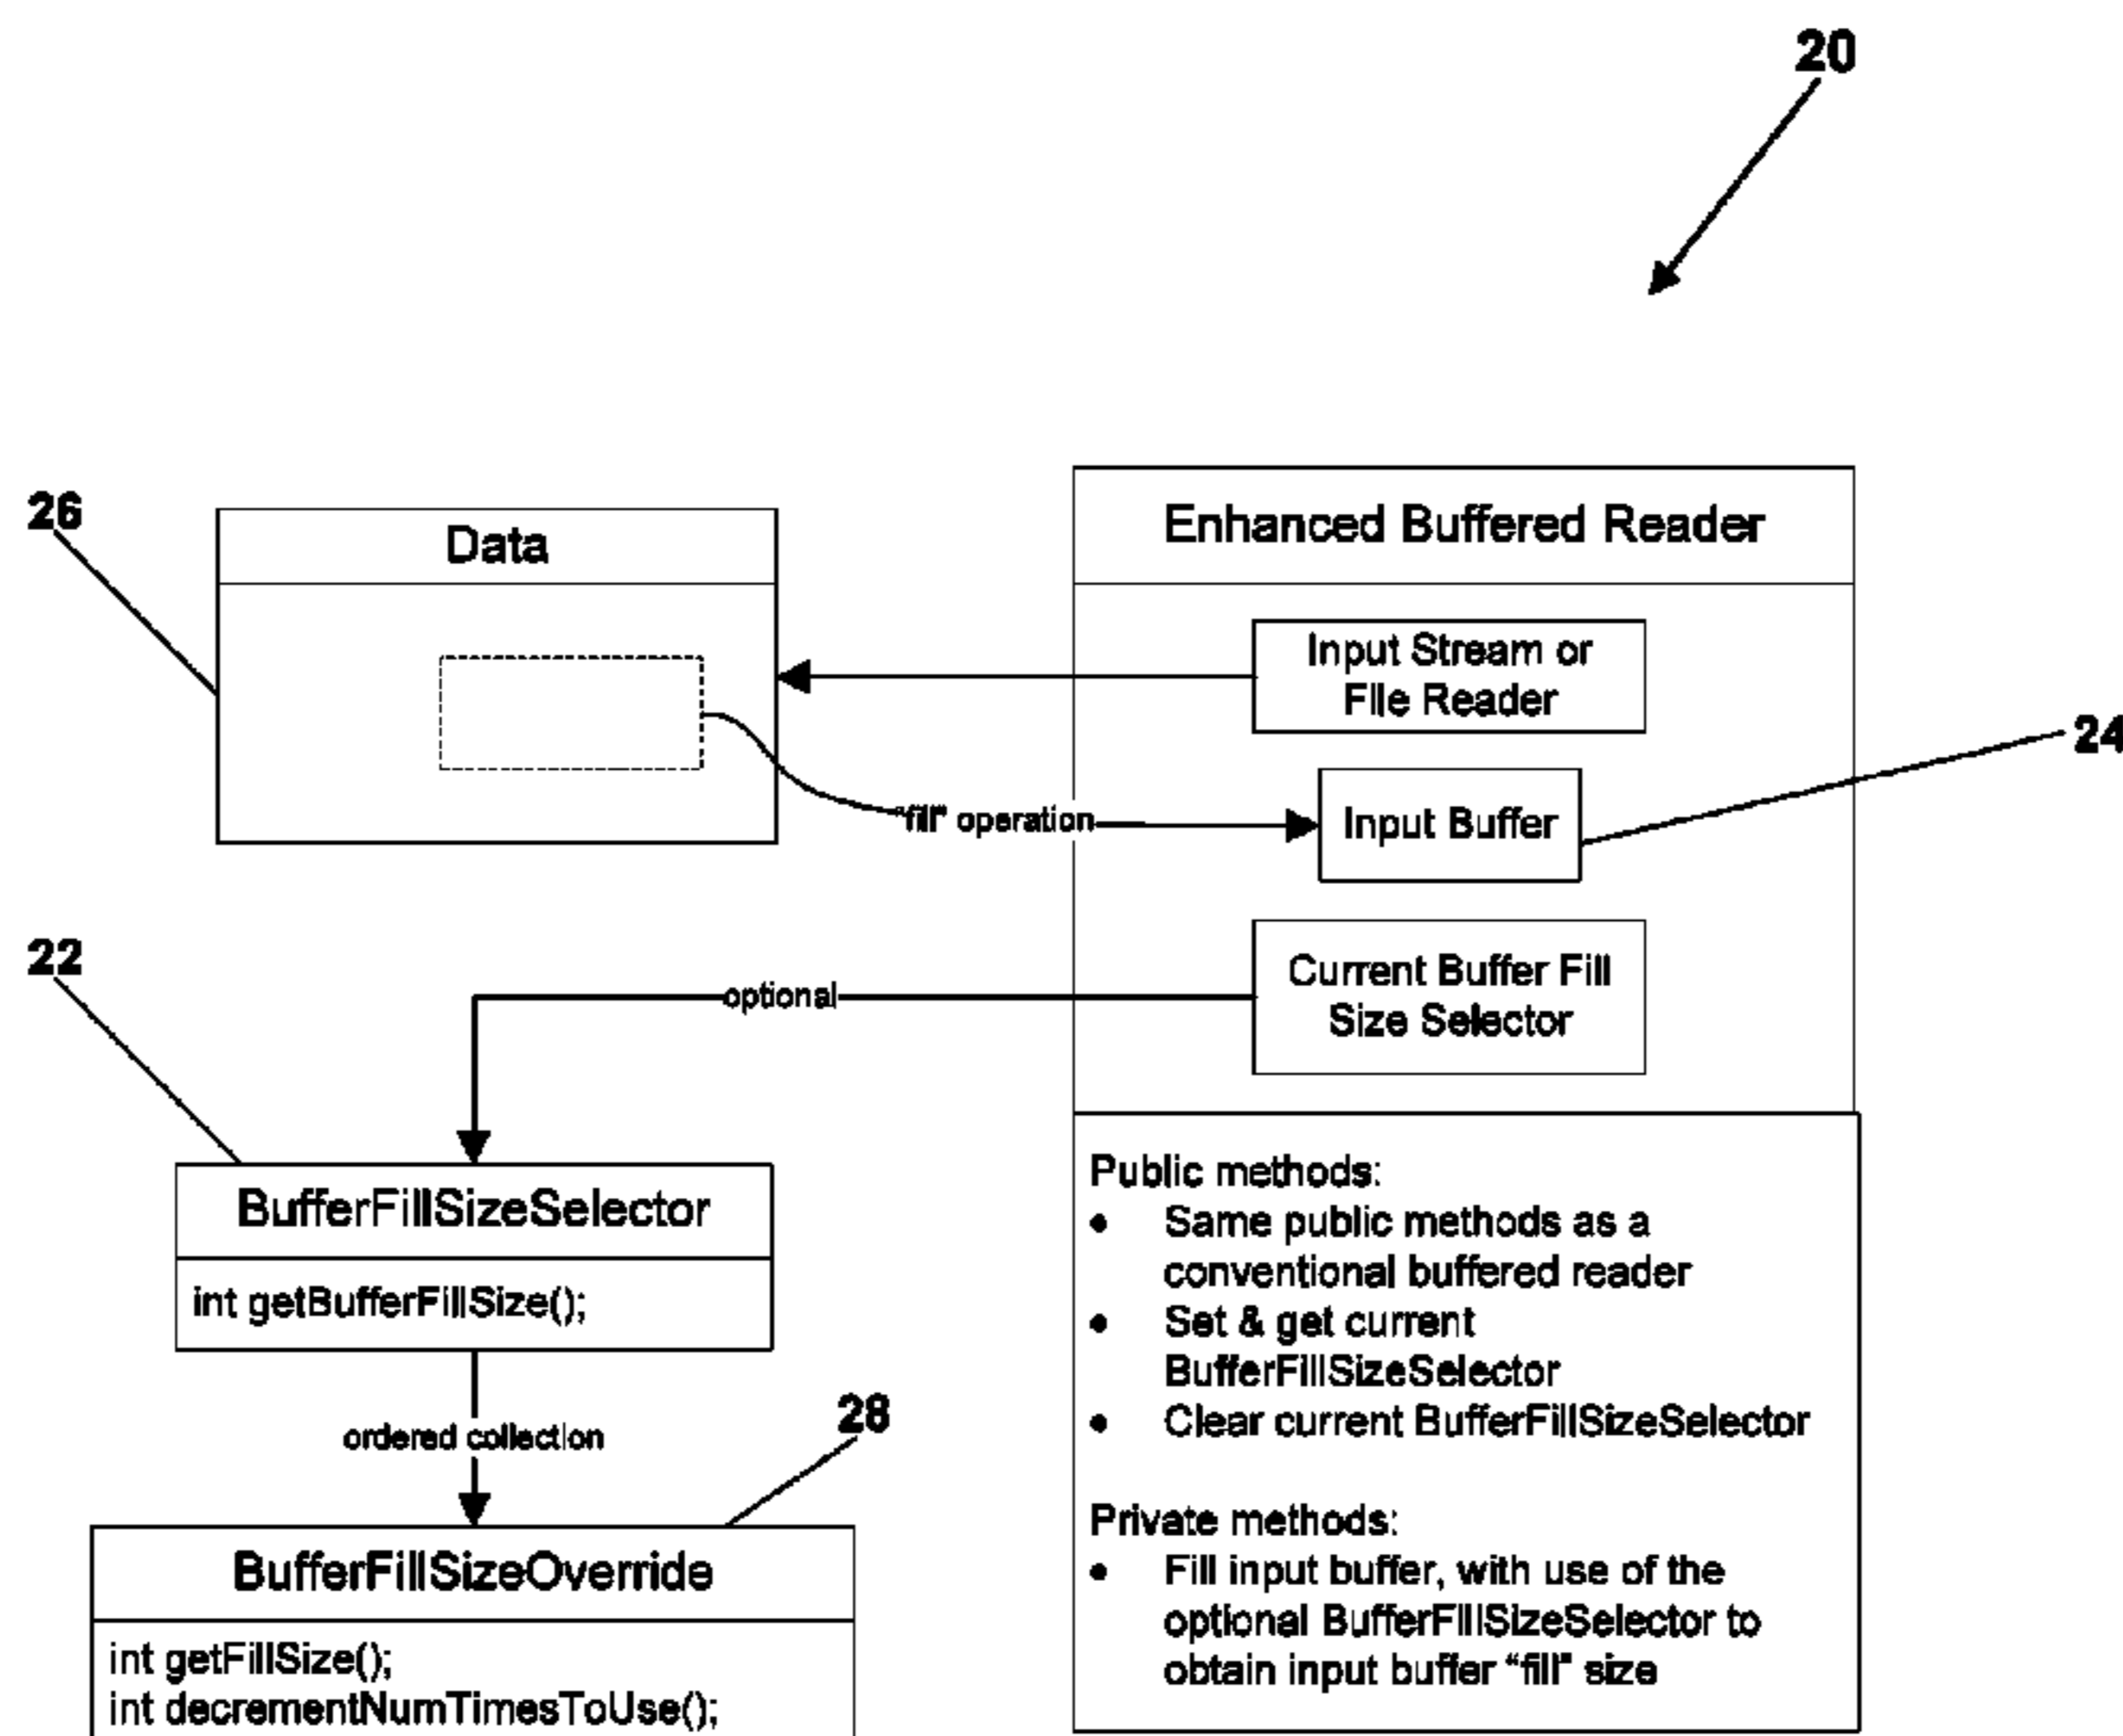 20
26
Data
Enhanced Buffered Reader
Input Stream or
File Reader
24
"fill" operation
Input Buffer
22
optional
Current Buffer Fill
Size Selector
BufferFillSizeSelector
int getBufferFillSize();
ordered collection
28
BufferFillSizeOverride
int getFillSize();
int decrementNumTimesToUse();
Public methods:
• Same public methods as a
conventional buffered reader
• Set & get current
BufferFillSizeSelector
• Clear current BufferFillSizeSelector
Private methods:
• Fill input buffer, with use of the
optional BufferFillSizeSelector to
obtain input buffer “fill” size